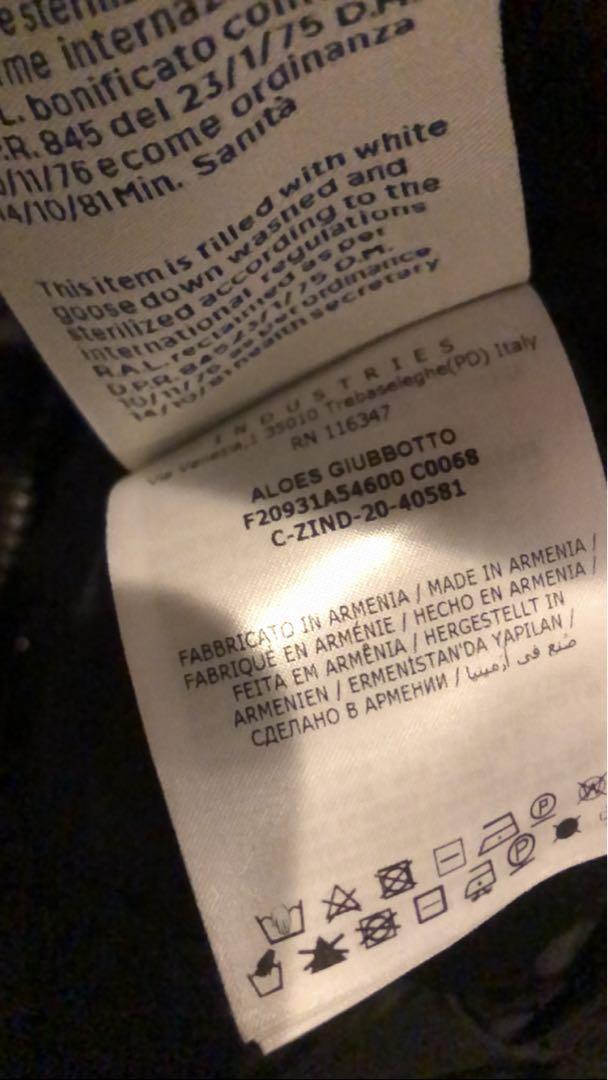 me internaz
L. bonificato com
P.R. 845 del 23/1/75 D.M.
/11/76 e come ordinanza
14/10/81 Min. Sanità
This item is filled with white
goose down washed and
sterilized according to the
international regulations
R.A.L. reclaimed as per
D.P.R. 845 23/1/75 D.M.
10/11/76 as per ordinance
14/10/81 health secretary
INDUSTRIES
Via Venezia,1 35010 Trebaseleghe(PD) Italy
RN 116347
ALOES GIUBBOTTO
F20931A54600 C0068
C-ZIND-20-40581
FABBRICATO IN ARMENIA / MADE IN ARMENIA /
FABRIQUÉ EN ARMÉNIE / HECHO EN ARMENIA /
FEITA EM ARMÊNIA / HERGESTELLT IN
ARMENIEN / ERMENİSTAN'DA YAPILAN /
СДЕЛАНО В АРМЕНИИ / صُنع في أرمينيا
P W
P